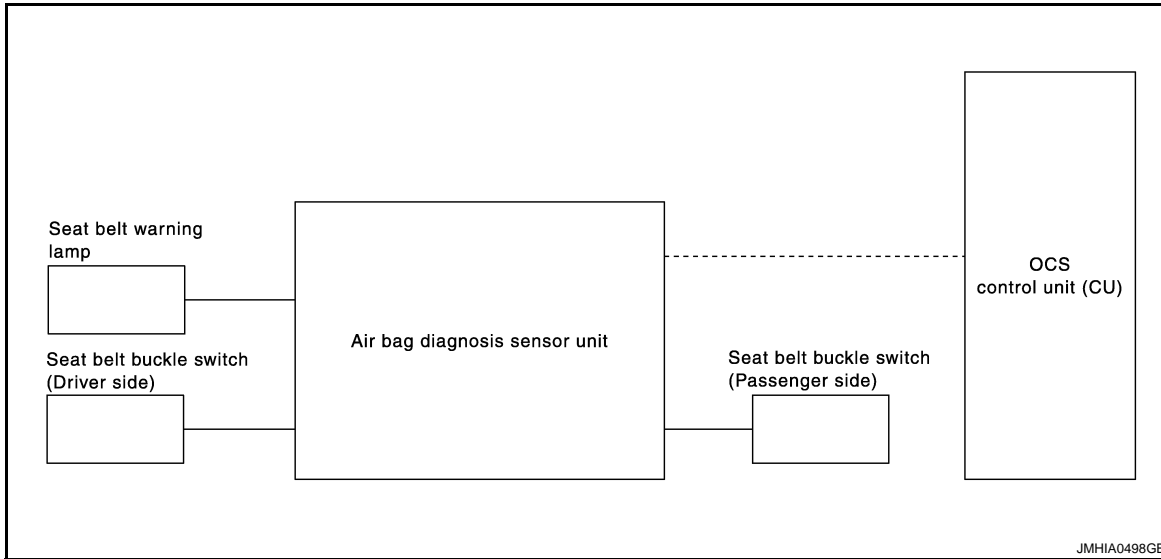 Seat belt warning
lamp
Seat belt buckle switch
(Driver side)
Air bag diagnosis sensor unit
Seat belt buckle switch
(Passenger side)
OCS
control unit (CU)
JMHIA0498GB